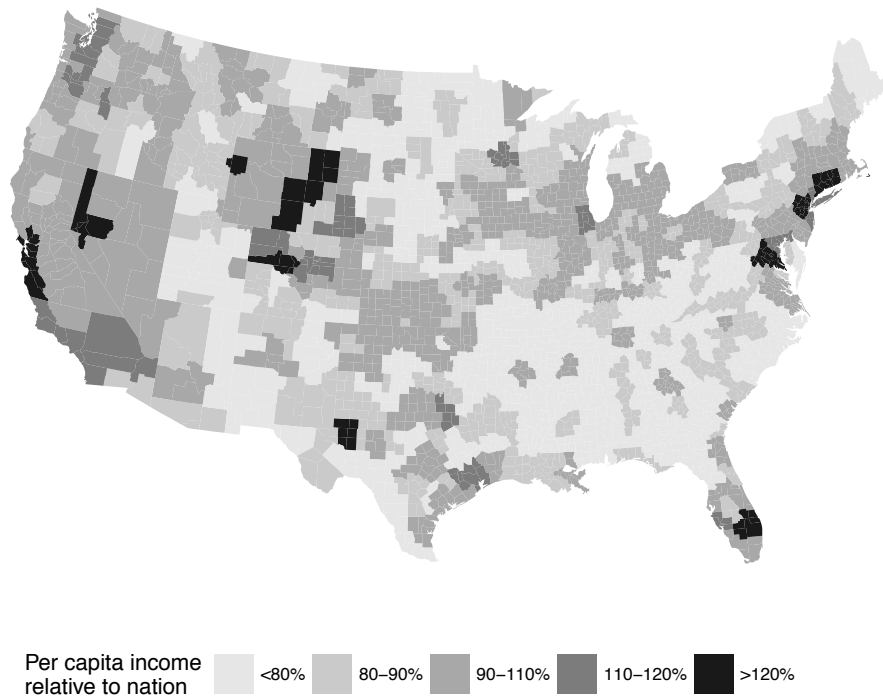 Per capita income
relative to nation
<80% 80–90% 90–110% 110–120% >120%